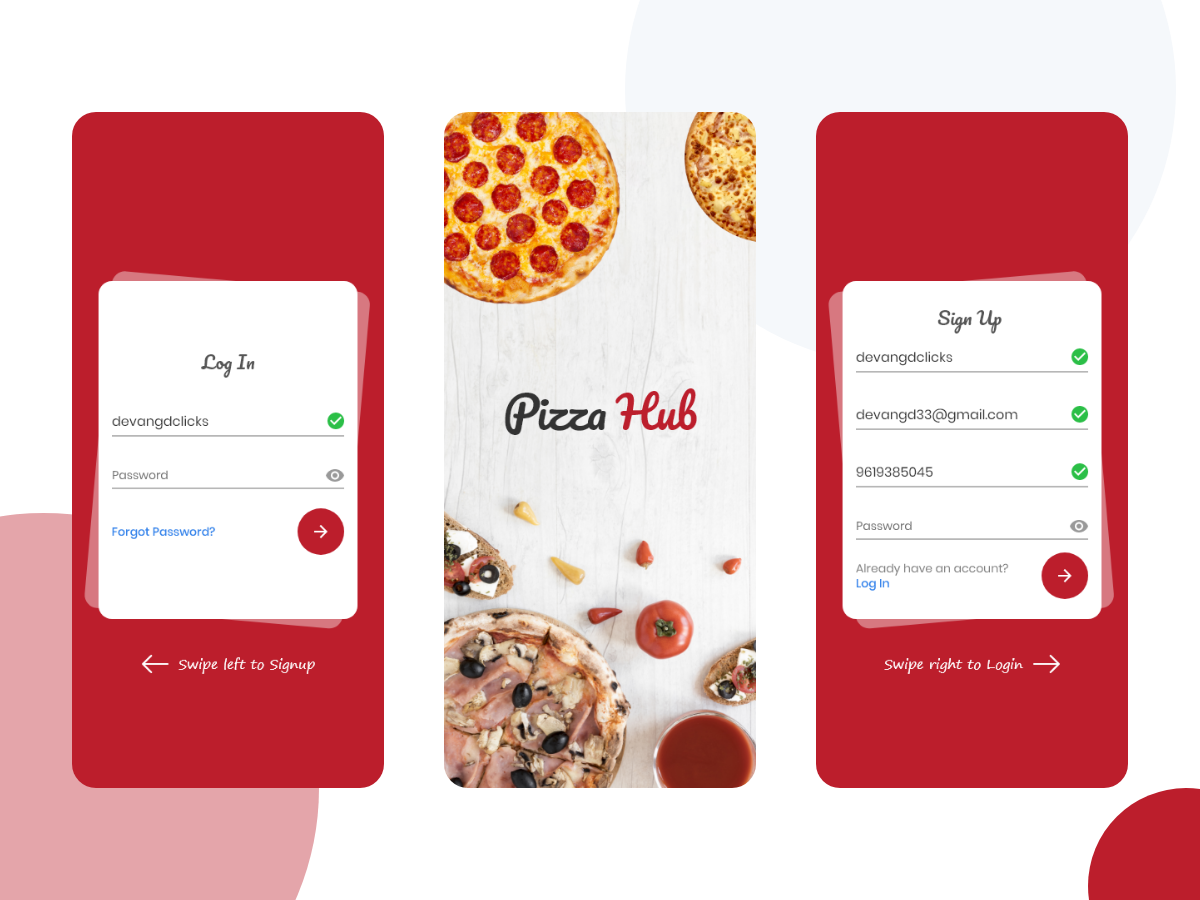 Log In
devangdclicks
Password
Forgot Password?
Swipe left to Signup
Pizza Hub
Sign Up
devangdclicks
devangd33@gmail.com
9619385045
Password
Already have an account?
Log In
Swipe right to Login